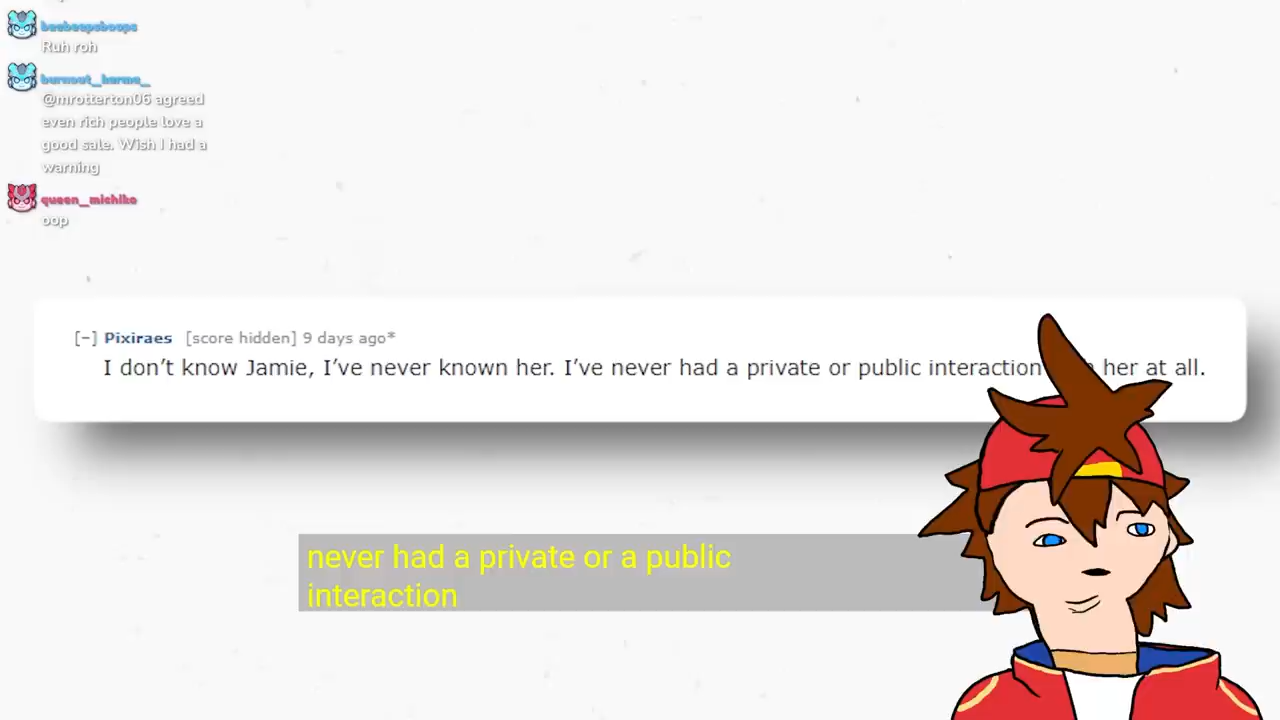 beebeepsboops
Ruh roh
burnout_karma_
@mrotterton06 agreed
even rich people love a
good sale. Wish I had a
warning
queen_michiko
oop
[-] Pixiraes [score hidden] 9 days ago*
I don't know Jamie, I've never known her. I've never had a private or public interaction her at all.
never had a private or a public
interaction